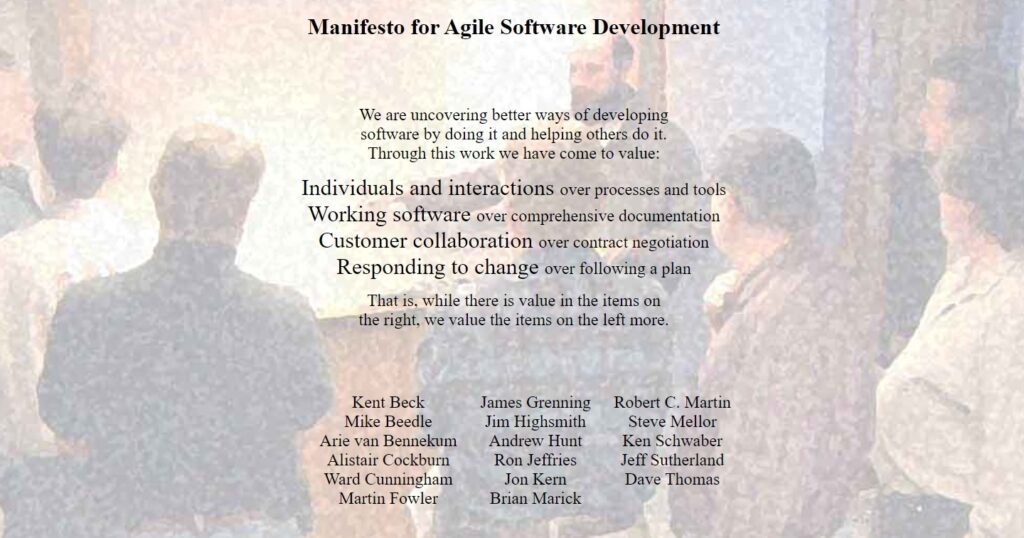 Manifesto for Agile Software Development
We are uncovering better ways of developing
software by doing it and helping others do it.
Through this work we have come to value:
Individuals and interactions over processes and tools
Working software over comprehensive documentation
Customer collaboration over contract negotiation
Responding to change over following a plan
That is, while there is value in the items on
the right, we value the items on the left more.
Kent Beck
Mike Beedle
Arie van Bennekum
Alistair Cockburn
Ward Cunningham
Martin Fowler
James Grenning
Jim Highsmith
Andrew Hunt
Ron Jeffries
Jon Kern
Brian Marick
Robert C. Martin
Steve Mellor
Ken Schwaber
Jeff Sutherland
Dave Thomas